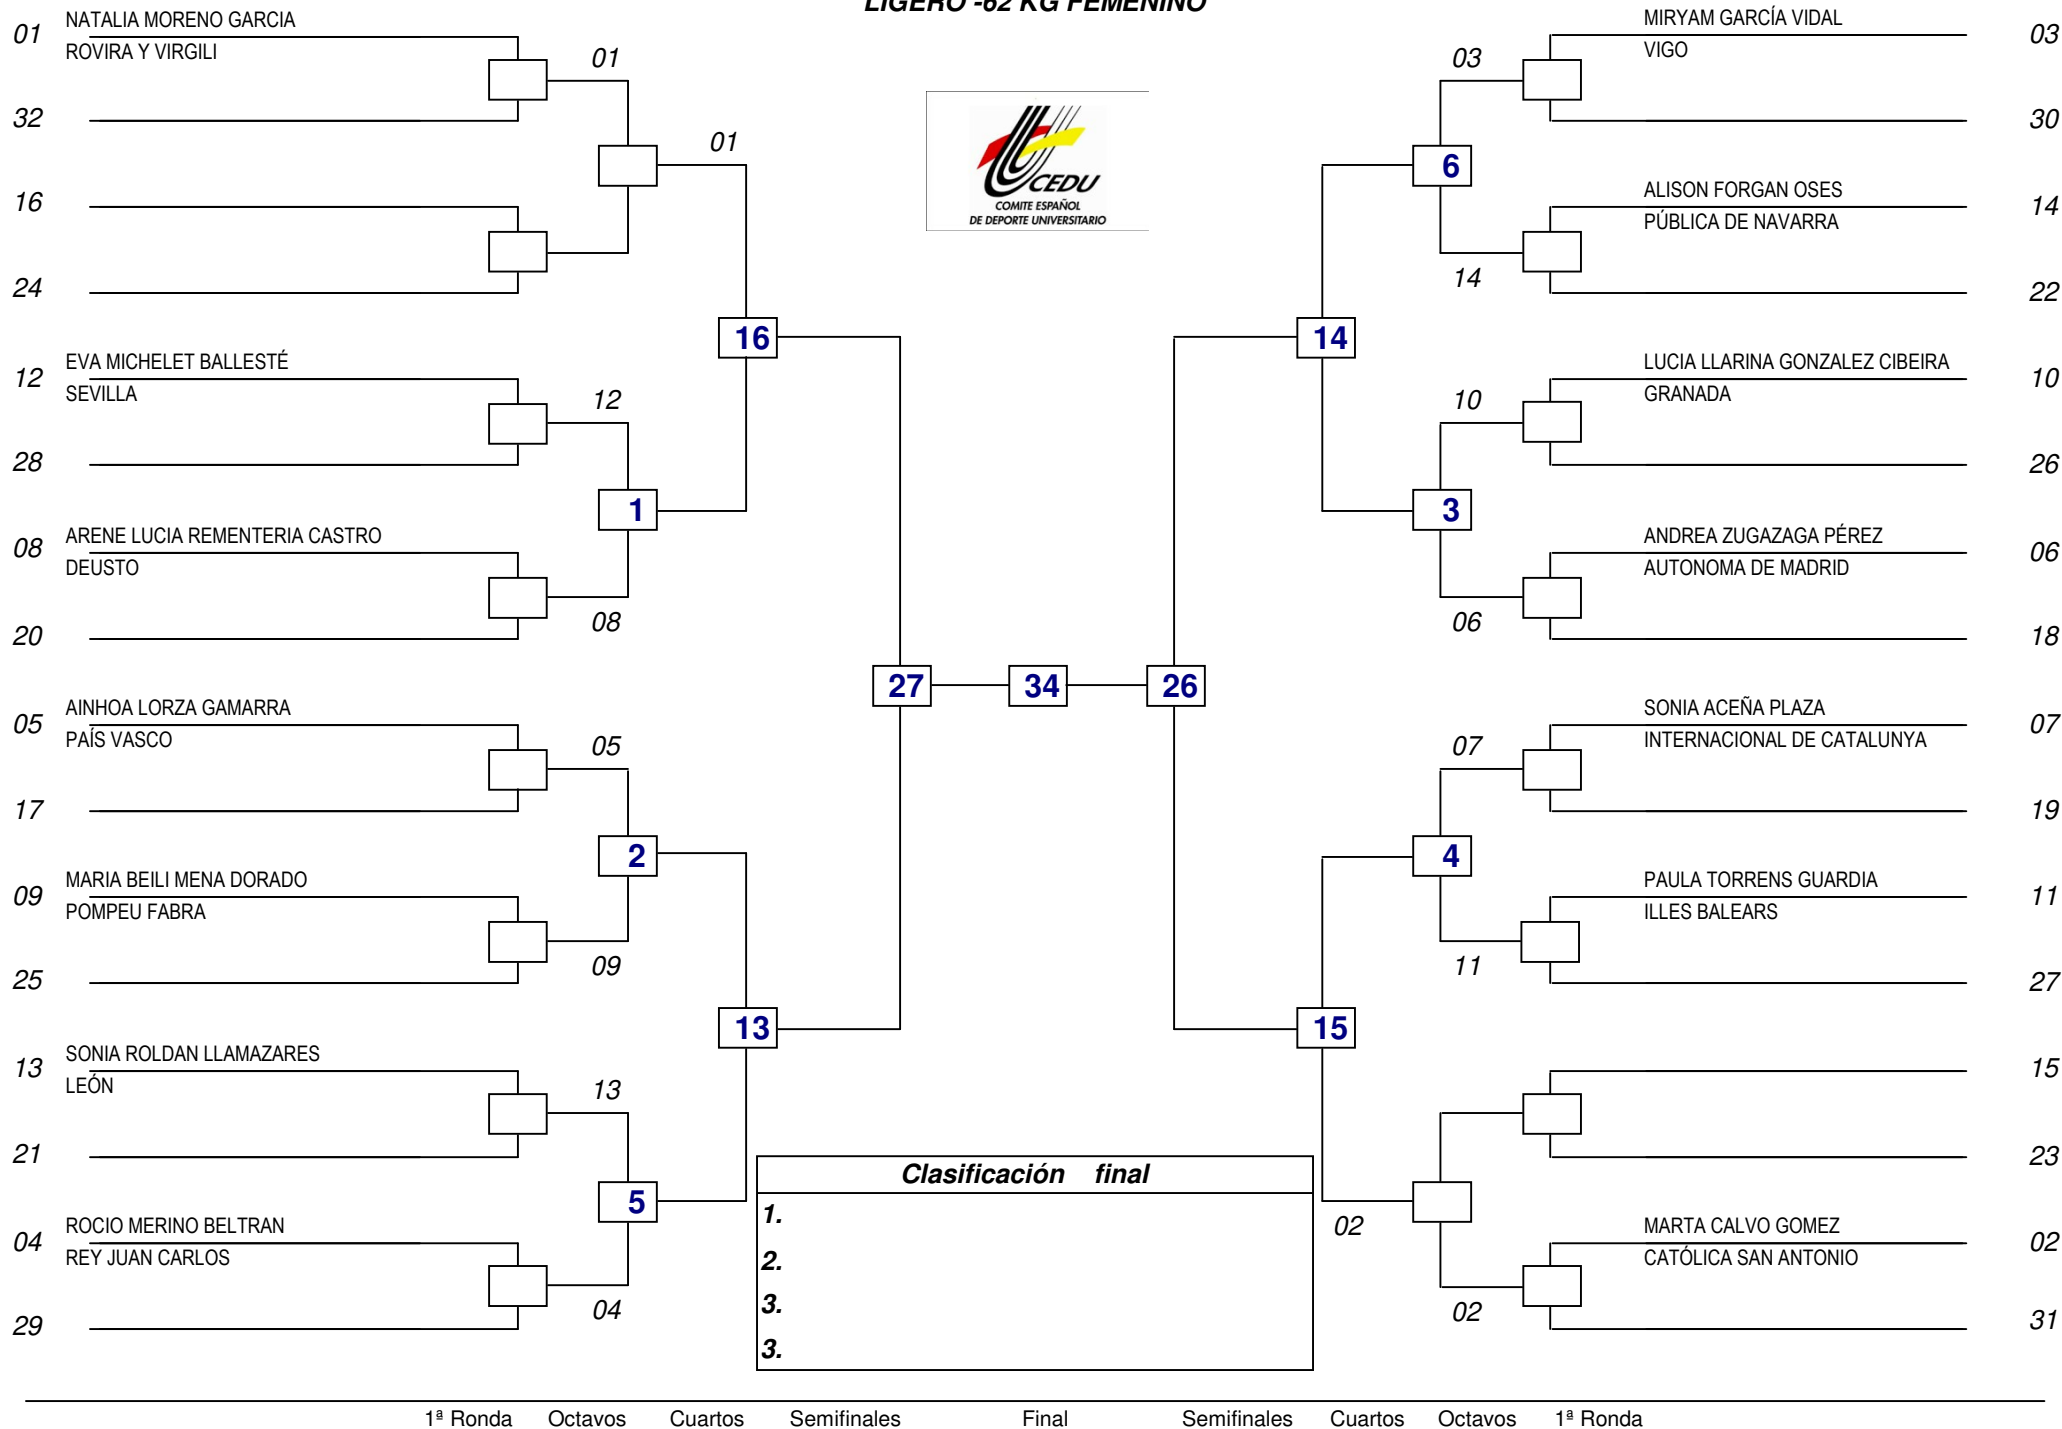 LIGERO -62 KG FEMENINO
01
NATALIA MORENO GARCIA
ROVIRA Y VIRGILI
01
32
01
16
24
16
12
EVA MICHELET BALLESTÉ
SEVILLA
12
28
1
08
ARENE LUCIA REMENTERIA CASTRO
DEUSTO
08
20
27
05
AINHOA LORZA GAMARRA
PAÍS VASCO
05
17
2
09
MARIA BEILI MENA DORADO
POMPEU FABRA
09
25
13
13
SONIA ROLDAN LLAMAZARES
LEÓN
13
21
5
04
ROCIO MERINO BELTRAN
REY JUAN CARLOS
04
29
CEDU
COMITE ESPAÑOL
DE DEPORTE UNIVERSITARIO
34
Clasificación final
1.
2.
3.
3.
MIRYAM GARCÍA VIDAL
VIGO
03
03
30
6
ALISON FORGAN OSES
PÚBLICA DE NAVARRA
14
14
22
14
LUCIA LLARINA GONZALEZ CIBEIRA
GRANADA
10
10
26
3
ANDREA ZUGAZAGA PÉREZ
AUTONOMA DE MADRID
06
06
18
26
SONIA ACEÑA PLAZA
INTERNACIONAL DE CATALUNYA
07
07
19
4
PAULA TORRENS GUARDIA
ILLES BALEARS
11
11
27
15
15
23
02
MARTA CALVO GOMEZ
CATÓLICA SAN ANTONIO
02
02
31
1ª Ronda Octavos Cuartos Semifinales Final Semifinales Cuartos Octavos 1ª Ronda